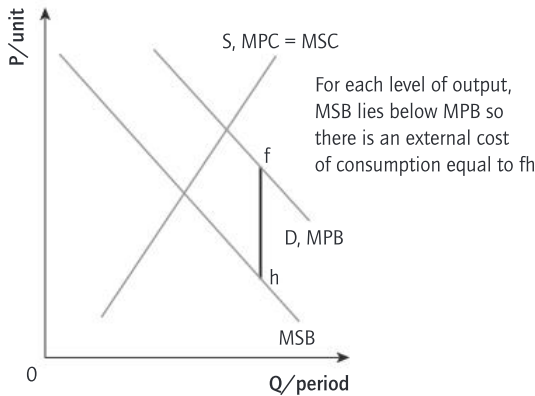 P/unit
S, MPC = MSC
For each level of output,
MSB lies below MPB so
there is an external cost
of consumption equal to fh
f
D, MPB
h
MSB
0
Q/period